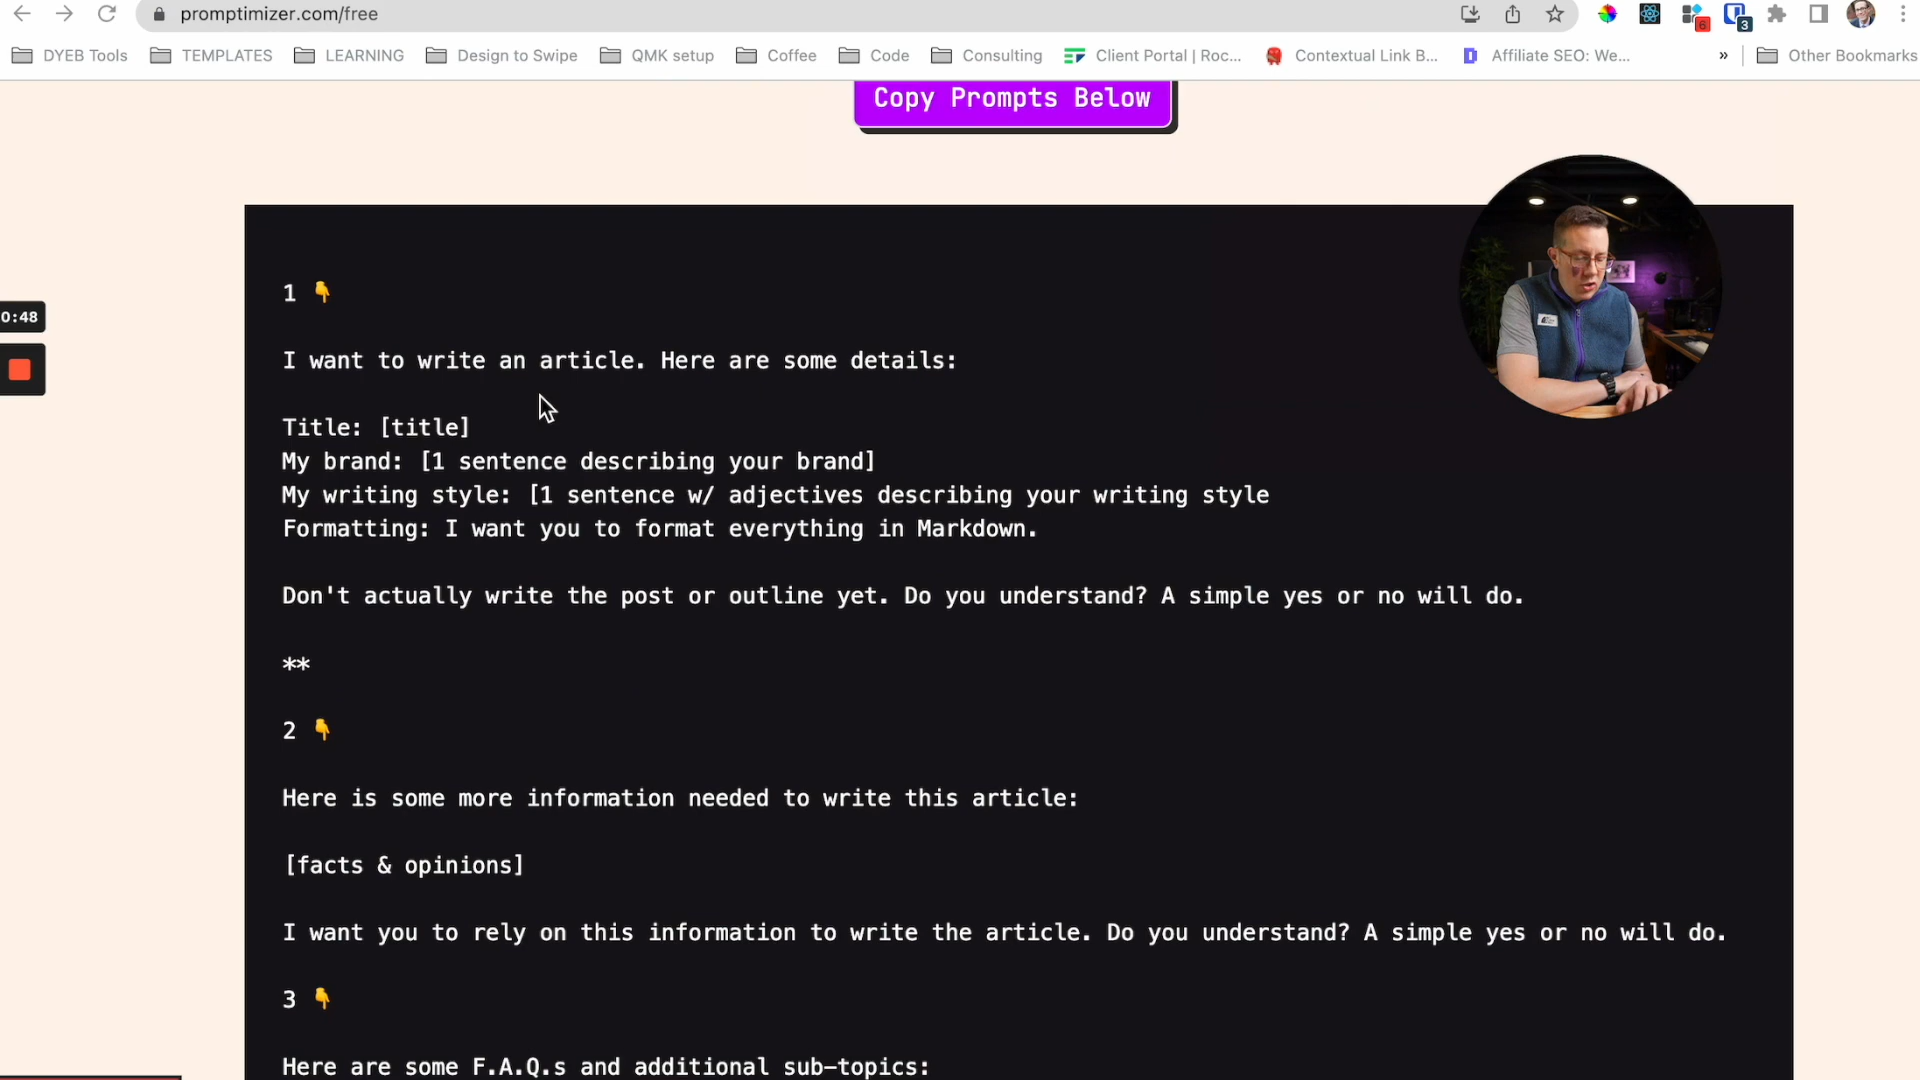 promptimizer.com/free
6
3
DYEB Tools
TEMPLATES
LEARNING
Design to Swipe
QMK setup
Coffee
Code
Consulting
Client Portal | Roc...
Contextual Link B...
Affiliate SEO: We...
»
Other Bookmarks
Copy Prompts Below
0:48
1 👇
I want to write an article. Here are some details:
Title: [title]
My brand: [1 sentence describing your brand]
My writing style: [1 sentence w/ adjectives describing your writing style
Formatting: I want you to format everything in Markdown.
Don't actually write the post or outline yet. Do you understand? A simple yes or no will do.
**
2 👇
Here is some more information needed to write this article:
[facts & opinions]
I want you to rely on this information to write the article. Do you understand? A simple yes or no will do.
3 👇
Here are some F.A.Q.s and additional sub-topics: